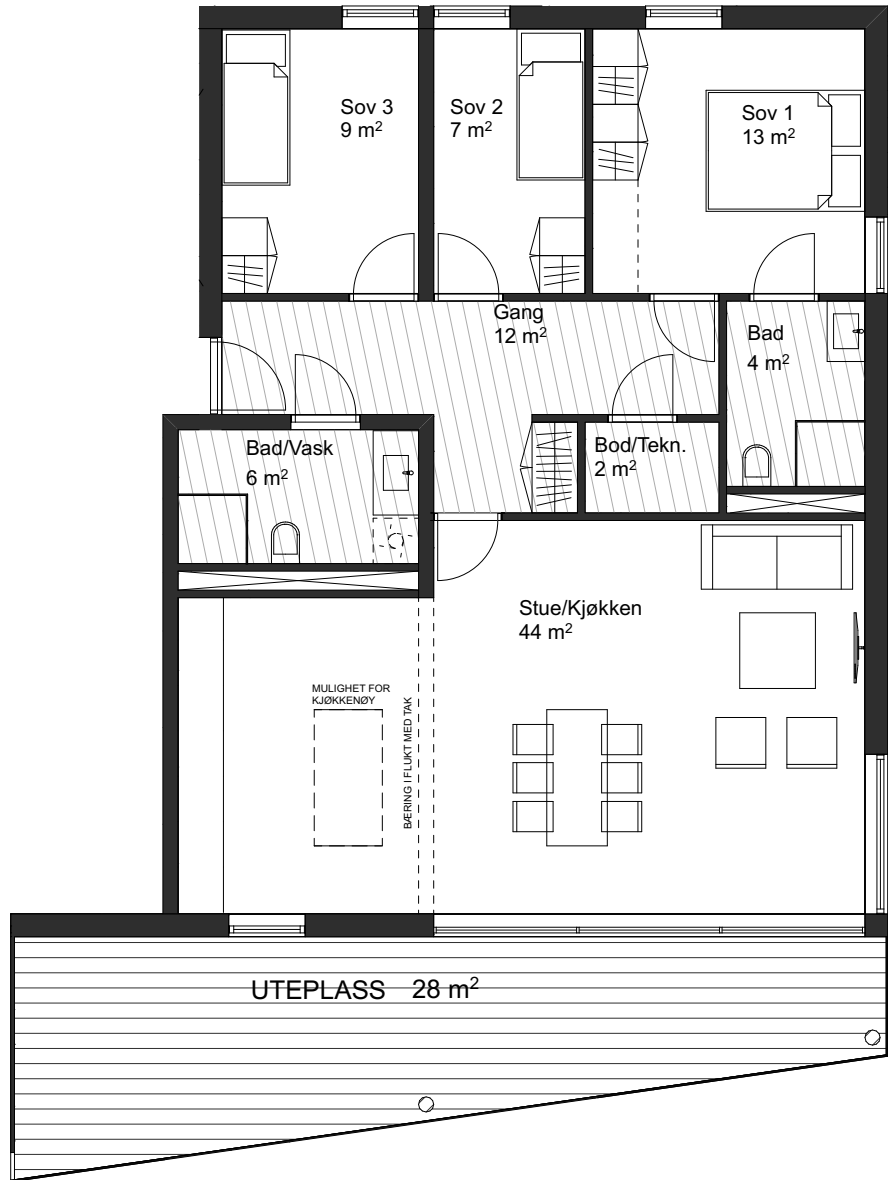 Sov 3
9 m²
Sov 2
7 m²
Sov 1
13 m²
Gang
12 m²
Bad
4 m²
Bad/Vask
6 m²
Bod/Tekn.
2 m²
Stue/Kjøkken
44 m²
MULIGHET FOR
KJØKKENØY
BÆRING I FLUKT MED TAK
UTEPLASS 28 m²